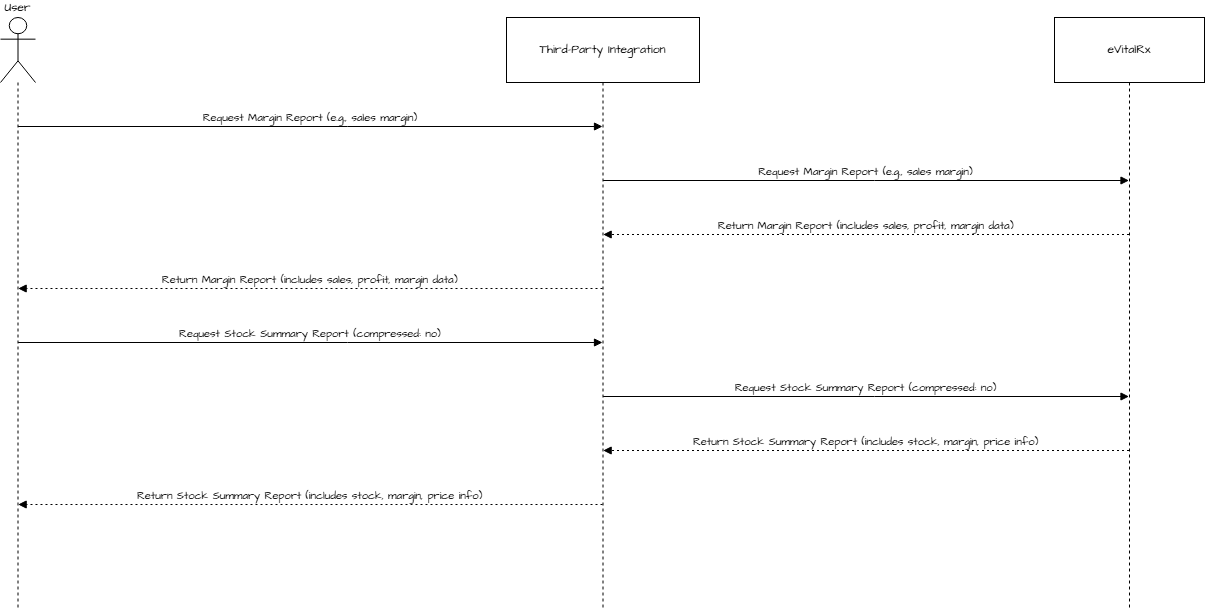 User
Third-Party Integration
eVitalRx
Request Margin Report (e.g., sales margin)
Request Margin Report (e.g., sales margin)
Return Margin Report (includes sales, profit, margin data)
Return Margin Report (includes sales, profit, margin data)
Request Stock Summary Report (compressed: no)
Request Stock Summary Report (compressed: no)
Return Stock Summary Report (includes stock, margin, price info)
Return Stock Summary Report (includes stock, margin, price info)